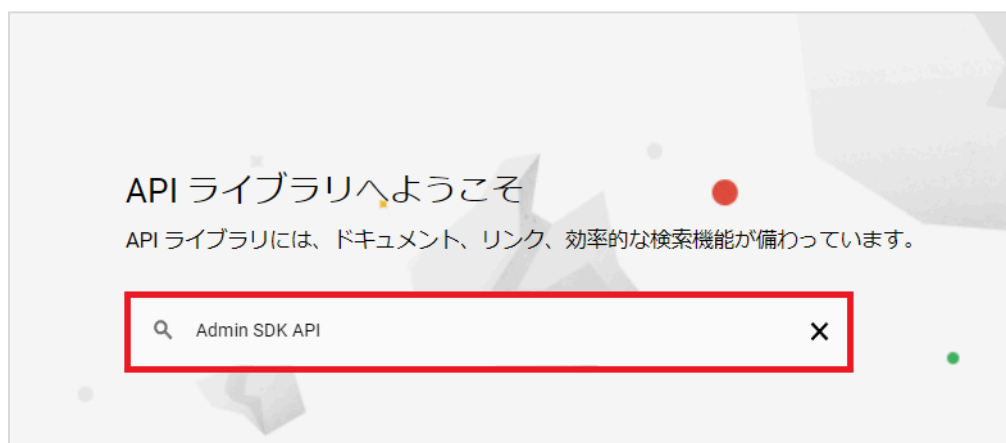 API ライブラリへようこそ
API ライブラリには、ドキュメント、リンク、効率的な検索機能が備わっています。
Admin SDK API